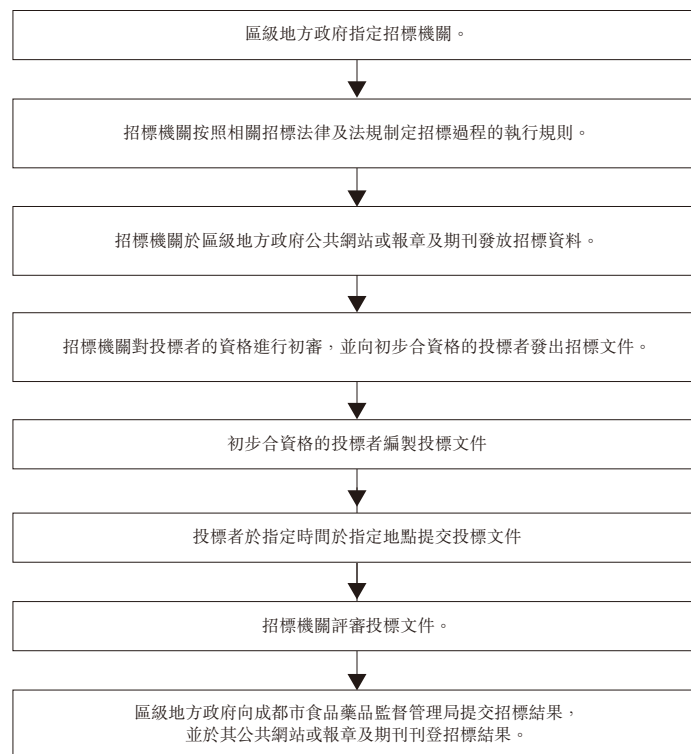 區級地方政府指定招標機關。
招標機關按照相關招標法律及法規制定招標過程的執行規則。
招標機關於區級地方政府公共網站或報章及期刊發放招標資料。
招標機關對投標者的資格進行初審，並向初步合資格的投標者發出招標文件。
初步合資格的投標者編製投標文件
投標者於指定時間於指定地點提交投標文件
招標機關評審投標文件。
區級地方政府向成都市食品藥品監督管理局提交招標結果，
並於其公共網站或報章及期刊刊登招標結果。